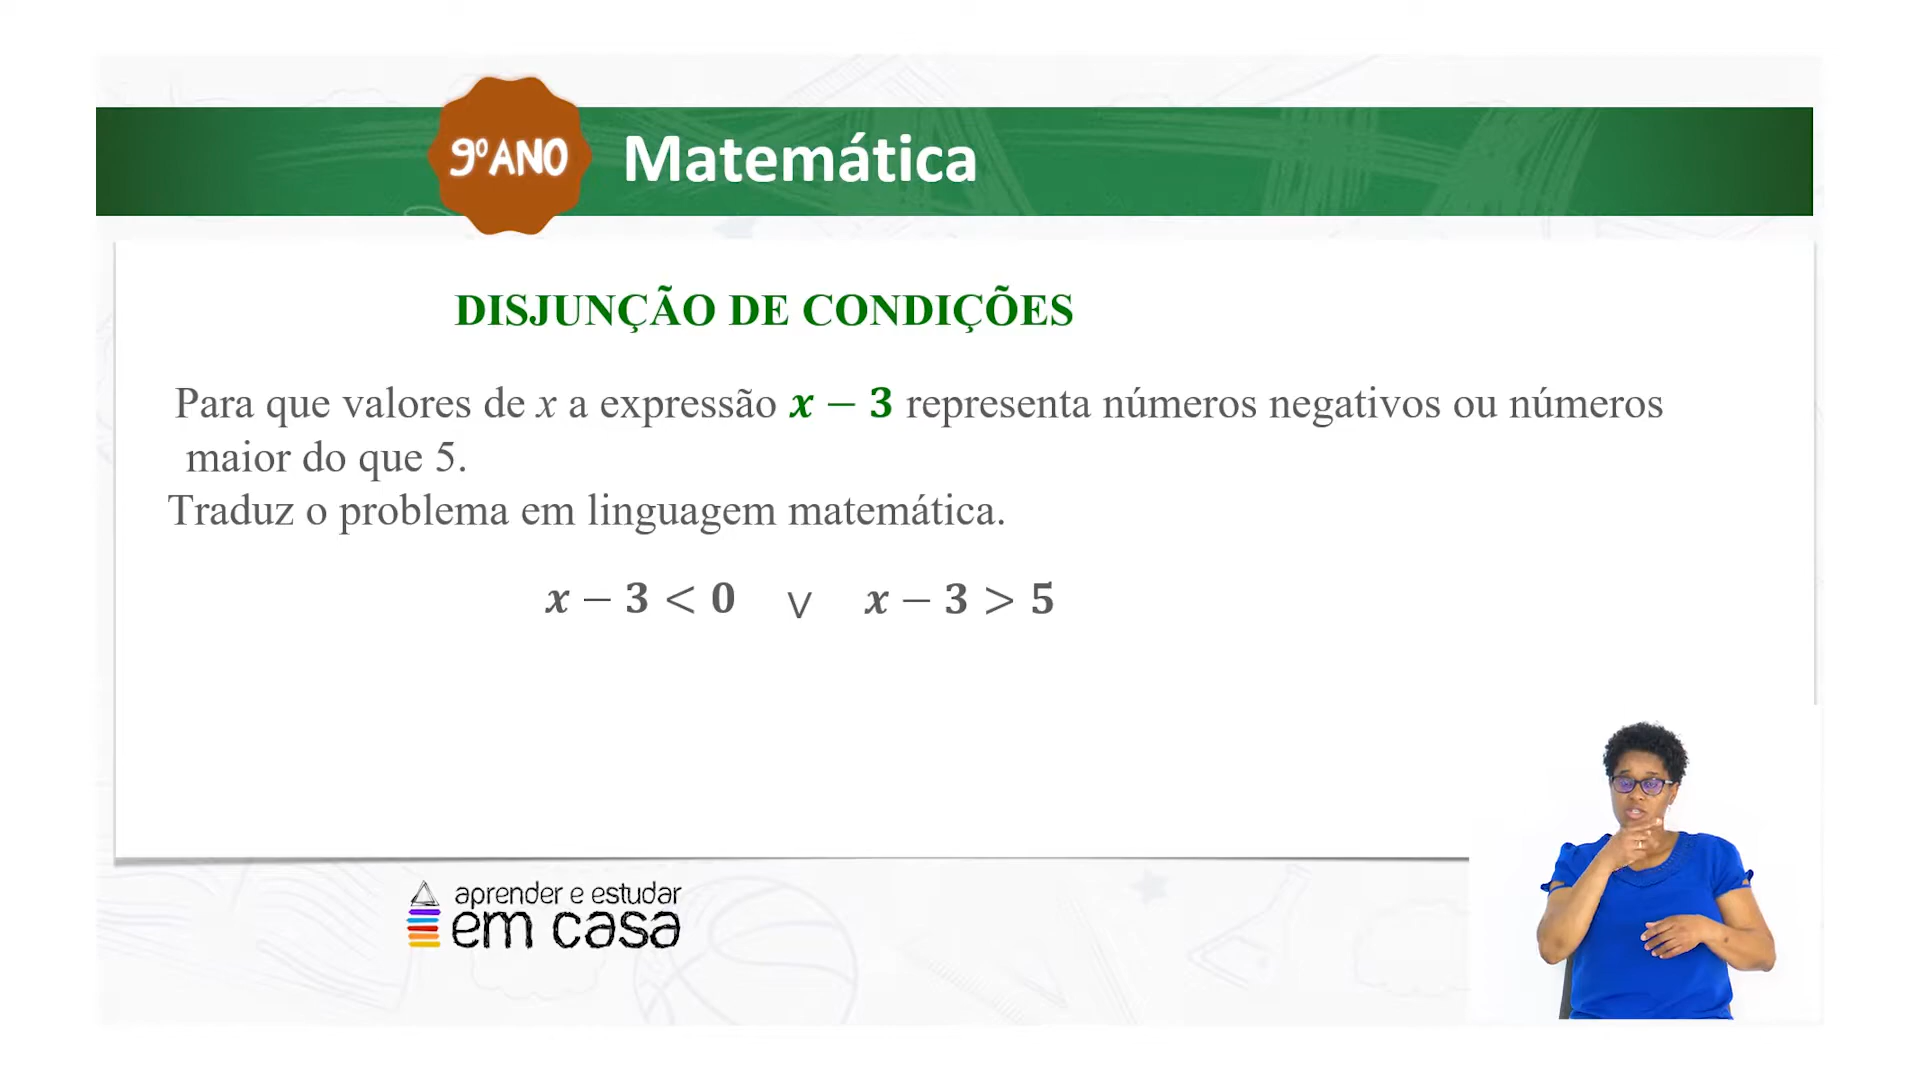 9ºANO
Matemática
DISJUNÇÃO DE CONDIÇÕES
Para que valores de x a expressão x − 3 representa números negativos ou números
maior do que 5.
Traduz o problema em linguagem matemática.
x − 3 < 0 ∨ x − 3 > 5
aprender e estudar
em casa